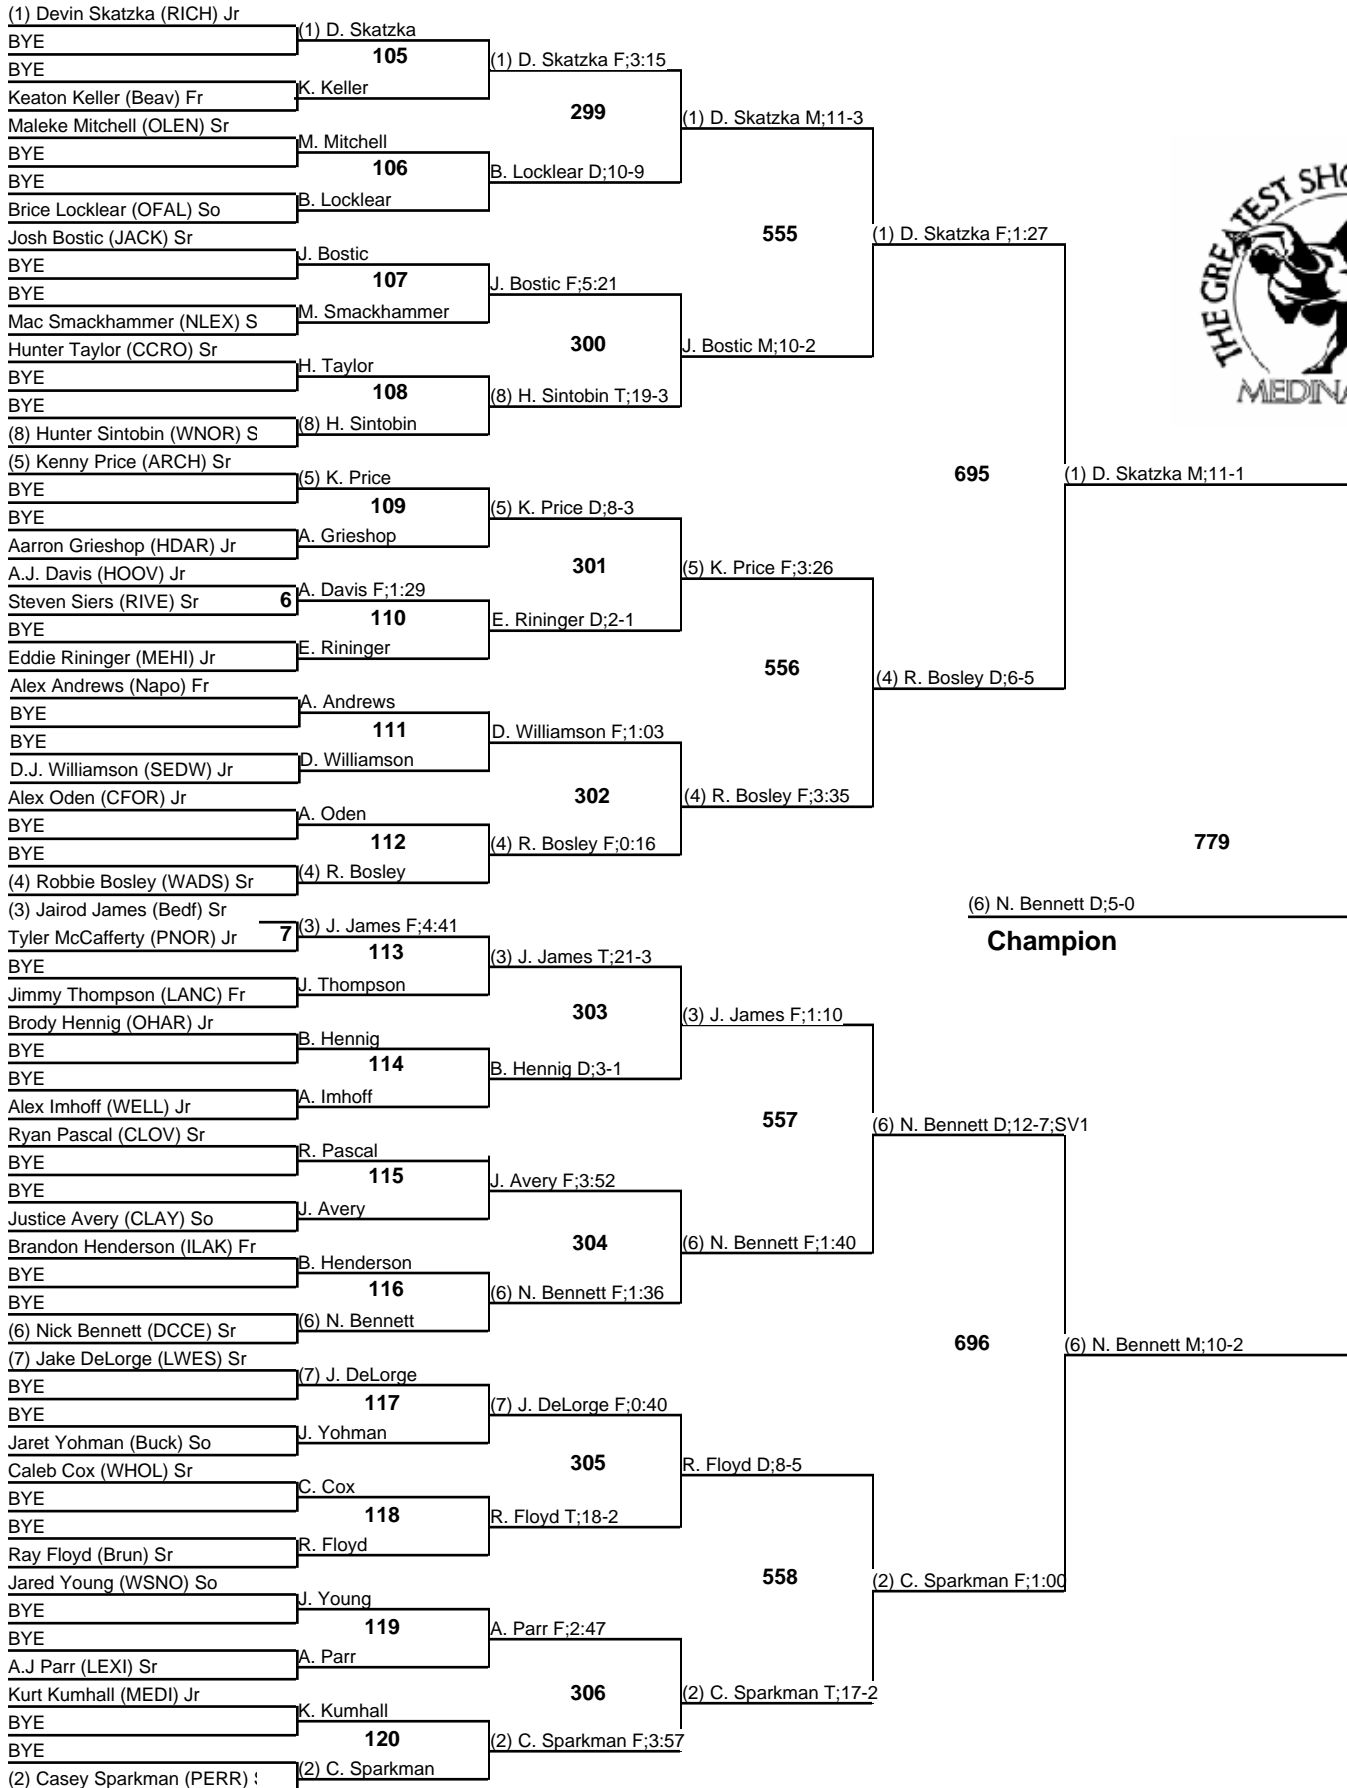 (1) Devin Skatzka (RICH) Jr
BYE
BYE
Keaton Keller (Beav) Fr
Maleke Mitchell (OLEN) Sr
BYE
BYE
Brice Locklear (OFAL) So
Josh Bostic (JACK) Sr
BYE
BYE
Mac Smackhammer (NLEX) S
Hunter Taylor (CCRO) Sr
BYE
BYE
(8) Hunter Sintobin (WNOR) S
(5) Kenny Price (ARCH) Sr
BYE
BYE
Aarron Grieshop (HDAR) Jr
A.J. Davis (HOOV) Jr
Steven Siers (RIVE) Sr 6
BYE
Eddie Rininger (MEHI) Jr
Alex Andrews (Napo) Fr
BYE
BYE
D.J. Williamson (SEDW) Jr
Alex Oden (CFOR) Jr
BYE
BYE
(4) Robbie Bosley (WADS) Sr
(3) Jairod James (Bedf) Sr
Tyler McCafferty (PNOR) Jr 7
BYE
Jimmy Thompson (LANC) Fr
Brody Hennig (OHAR) Jr
BYE
BYE
Alex Imhoff (WELL) Jr
Ryan Pascal (CLOV) Sr
BYE
BYE
Justice Avery (CLAY) So
Brandon Henderson (ILAK) Fr
BYE
BYE
(6) Nick Bennett (DCCE) Sr
(7) Jake DeLorge (LWES) Sr
BYE
BYE
Jaret Yohman (Buck) So
Caleb Cox (WHOL) Sr
BYE
BYE
Ray Floyd (Brun) Sr
Jared Young (WSNO) So
BYE
BYE
A.J Parr (LEXI) Sr
Kurt Kumhall (MEDI) Jr
BYE
BYE
(2) Casey Sparkman (PERR)
(1) D. Skatzka
105
K. Keller
M. Mitchell
106
B. Locklear
J. Bostic
107
M. Smackhammer
H. Taylor
108
(8) H. Sintobin
(5) K. Price
109
A. Grieshop
A. Davis F;1:29
110
E. Rininger
A. Andrews
111
D. Williamson
A. Oden
112
(4) R. Bosley
(3) J. James F;4:41
113
J. Thompson
B. Hennig
114
A. Imhoff
R. Pascal
115
J. Avery
B. Henderson
116
(6) N. Bennett
(7) J. DeLorge
117
J. Yohman
C. Cox
118
R. Floyd
J. Young
119
A. Parr
K. Kumhall
120
(2) C. Sparkman
(1) D. Skatzka F;3:15
299
B. Locklear D;10-9
J. Bostic F;5:21
300
(8) H. Sintobin T;19-3
(5) K. Price D;8-3
301
E. Rininger D;2-1
D. Williamson F;1:03
302
(4) R. Bosley F;0:16
(3) J. James T;21-3
303
B. Hennig D;3-1
J. Avery F;3:52
304
(6) N. Bennett F;1:36
(7) J. DeLorge F;0:40
305
R. Floyd T;18-2
A. Parr F;2:47
306
(2) C. Sparkman F;3:57
(1) D. Skatzka M;11-3
555
J. Bostic M;10-2
(5) K. Price F;3:26
556
(4) R. Bosley F;3:35
(3) J. James F;1:10
557
(6) N. Bennett F;1:40
R. Floyd D;8-5
558
(2) C. Sparkman T;17-2
(1) D. Skatzka F;1:27
695
(4) R. Bosley D;6-5
(6) N. Bennett D;12-7;SV1
696
(2) C. Sparkman F;1:00
(1) D. Skatzka M;11-1
779
(6) N. Bennett M;10-2
(6) N. Bennett D;5-0
Champion
THE GREATEST SHO
MEDINA